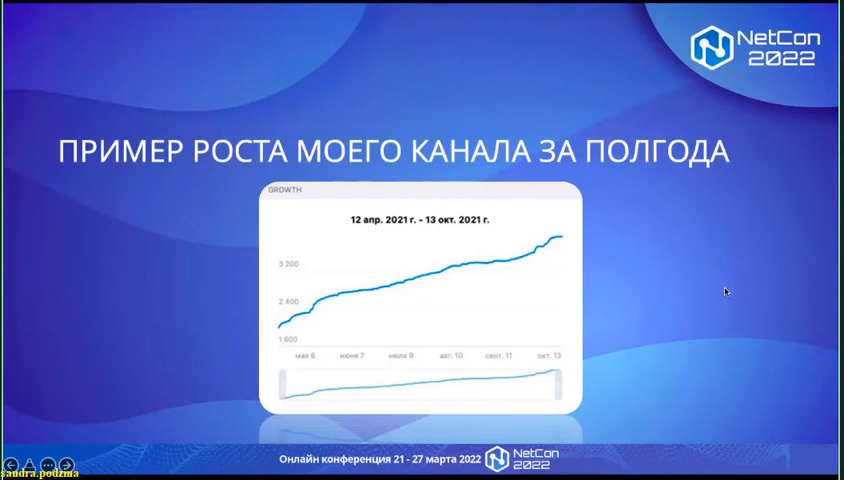 NetCon
2022
ПРИМЕР РОСТА МОЕГО КАНАЛА ЗА ПОЛГОДА
GROWTH
12 апр. 2021 г. - 13 окт. 2021 г.
3 200
2 400
1 600
мая 6 июня 7 июля 9 авг. 10 сент. 11 окт. 13
Онлайн конференция 21 - 27 марта 2022
NetCon
2022
sandra.podzina